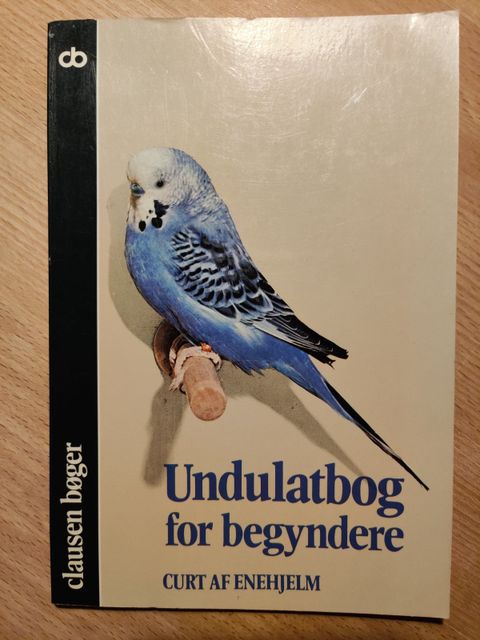 cb
clausen bøger
Undulatbog
for begyndere
CURT AF ENEHJELM